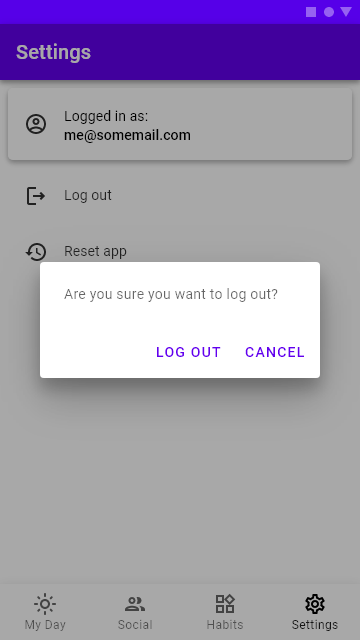 Settings
Logged in as:
me@somemail.com
Log out
Reset app
Are you sure you want to log out?
LOG OUT CANCEL
My Day Social Habits Settings